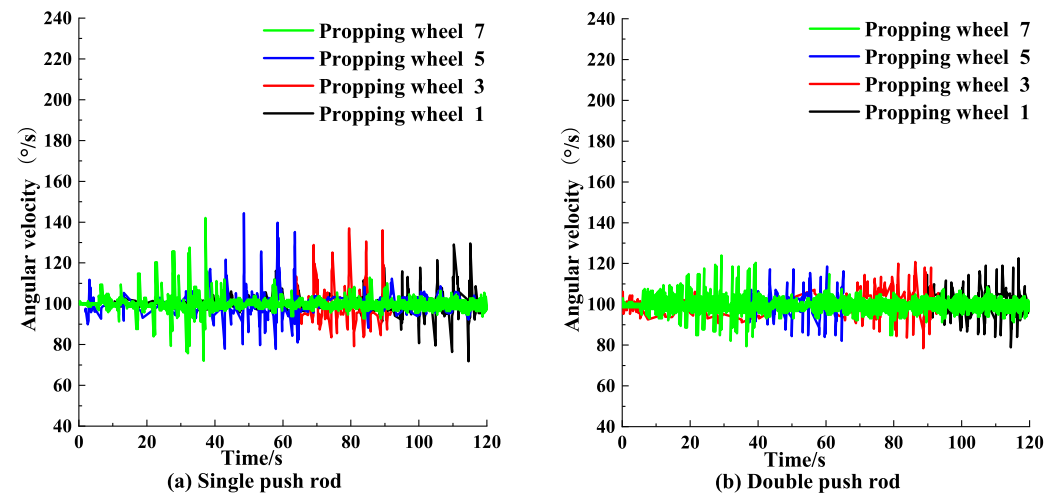 240
220
200
180
160
140
120
100
80
60
40
Angular velocity (°/s)
Propping wheel 7
Propping wheel 5
Propping wheel 3
Propping wheel 1
0 20 40 60 80 100 120
Time/s
(a) Single push rod
240
220
200
180
160
140
120
100
80
60
40
Angular velocity (°/s)
Propping wheel 7
Propping wheel 5
Propping wheel 3
Propping wheel 1
0 20 40 60 80 100 120
Time/s
(b) Double push rod